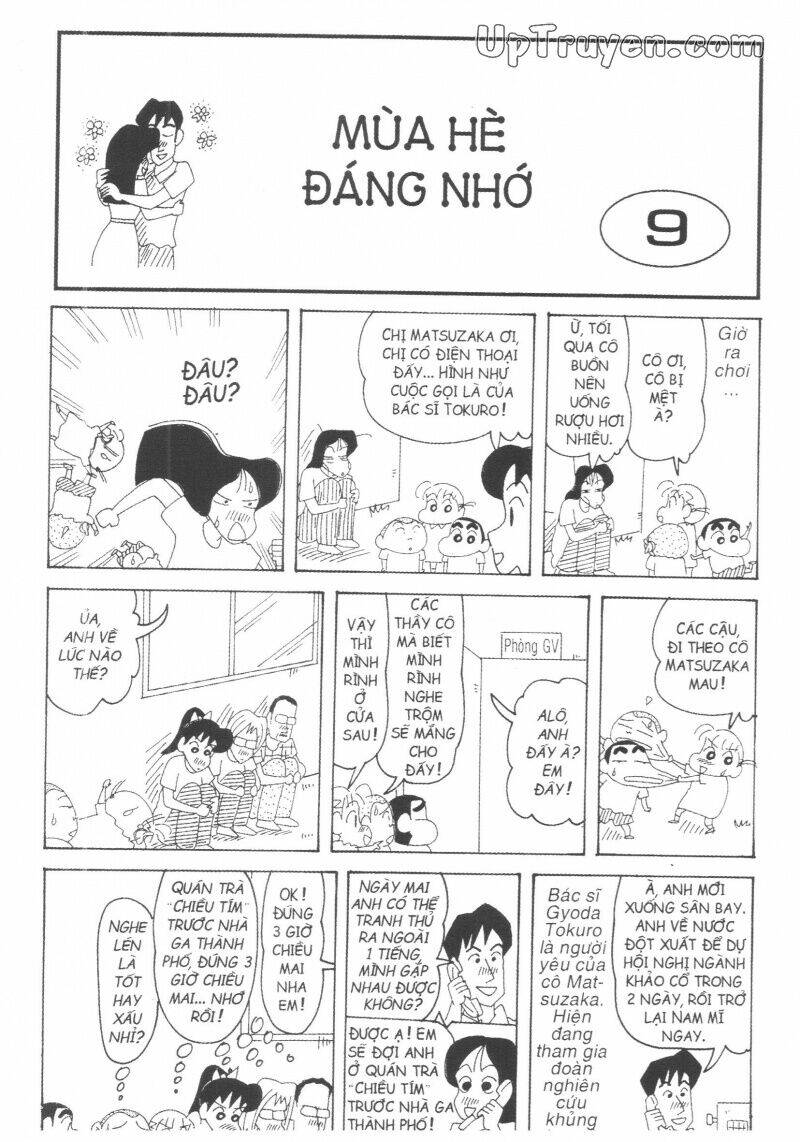 UpTruyen.com
MÙA HÈ
ĐÁNG NHỚ
9
Giờ
ra
chơi
...
CÔ ƠI,
CÔ BỊ
MỆT
À?
Ừ, TỐI
QUA CÔ
BUỒN
NÊN
UỐNG
RƯỢU HƠI
NHIỀU.
CHỊ MATSUZAKA ƠI,
CHỊ CÓ ĐIỆN THOẠI
ĐẤY... HÌNH NHƯ
CUỘC GỌI LÀ CỦA
BÁC SĨ TOKURO!
ĐÂU?
ĐÂU?
CÁC CẬU,
ĐI THEO CÔ
MATSUZAKA
MAU!
Phòng GV
ALÔ,
ANH
ĐẤY À?
EM
ĐÂY!
CÁC
THẦY CÔ
MÀ BIẾT
MÌNH
RÌNH
NGHE
TRỘM
SẼ MẮNG
CHO
ĐẤY!
VẬY
THÌ
MÌNH
RÌNH
Ở
CỬA
SAU!
ỦA,
ANH VỀ
LÚC NÀO
THẾ?
À, ANH MỚI
XUỐNG SÂN BAY.
ANH VỀ NƯỚC
ĐỘT XUẤT ĐỂ DỰ
HỘI NGHỊ NGÀNH
KHẢO CỔ TRONG
2 NGÀY, RỒI TRỞ
LẠI NAM MĨ
NGAY.
Bác sĩ
Gyoda
Tokuro
là người
yêu của
cô Mat-
suzaka.
Hiện
đang
tham gia
đoàn
nghiên
cứu
khủng
NGÀY MAI
ANH CÓ THỂ
TRANH THỦ
RA NGOÀI
1 TIẾNG,
MÌNH GẶP
NHAU ĐƯỢC
KHÔNG?
ĐƯỢC Ạ! EM
SẼ ĐỢI ANH
Ở QUÁN TRÀ
"CHIỀU TÍM"
TRƯỚC NHÀ GA
THÀNH PHỐ!
OK!
ĐÚNG
3 GIỜ
CHIỀU
MAI
NHA
EM!
QUÁN TRÀ
"CHIỀU TÍM"
TRƯỚC NHÀ
GA THÀNH
PHỐ, ĐÚNG 3
GIỜ CHIỀU
MAI... NHỚ
RỒI!
NGHE
LÉN
LÀ
TỐT
HAY
XẤU
NHỈ?